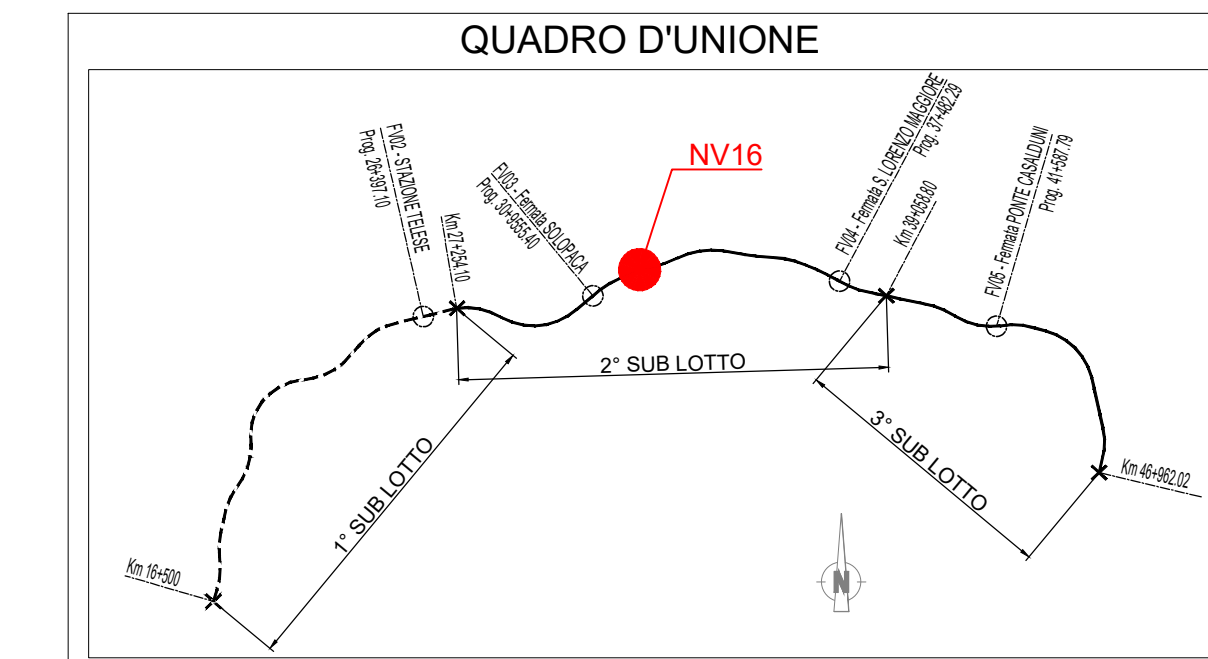 QUADRO D'UNIONE
FV02 - STAZIONE TELESE
Prog. 26+397.10
Km 27+254.10
FV03 - Fermata SOLOPACA
Prog. 30+9555.40
NV16
FV04 - Fermata S. LORENZO MAGGIORE
Prog. 37+482.29
Km 39+058.80
FV05 - Fermata PONTE CASALDUNI
Prog. 41+587.79
2° SUB LOTTO
1° SUB LOTTO
3° SUB LOTTO
Km 46+962.02
Km 16+500
N